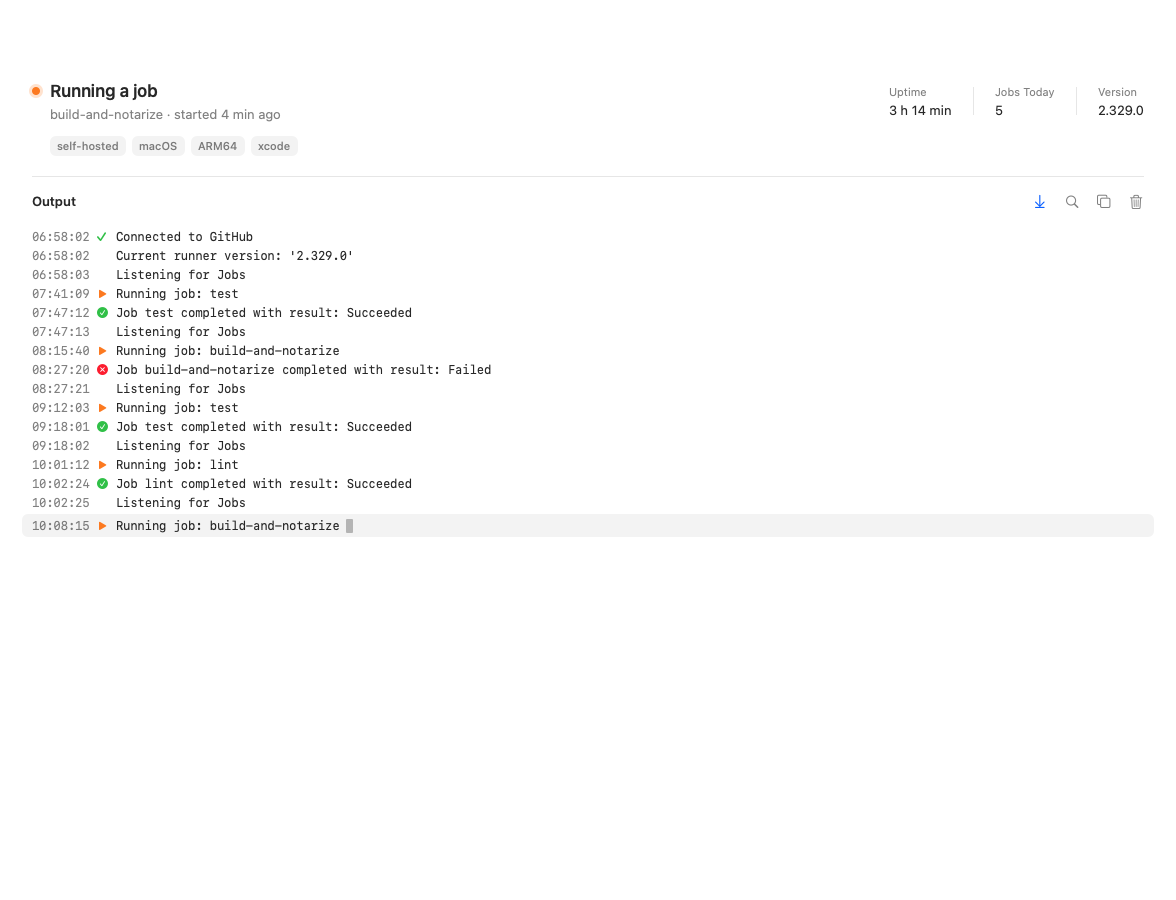 Running a job
build-and-notarize · started 4 min ago
self-hosted macOS ARM64 xcode
Uptime
3 h 14 min
Jobs Today
5
Version
2.329.0
Output
06:58:02 Connected to GitHub
06:58:02 Current runner version: '2.329.0'
06:58:03 Listening for Jobs
07:41:09 Running job: test
07:47:12 Job test completed with result: Succeeded
07:47:13 Listening for Jobs
08:15:40 Running job: build-and-notarize
08:27:20 Job build-and-notarize completed with result: Failed
08:27:21 Listening for Jobs
09:12:03 Running job: test
09:18:01 Job test completed with result: Succeeded
09:18:02 Listening for Jobs
10:01:12 Running job: lint
10:02:24 Job lint completed with result: Succeeded
10:02:25 Listening for Jobs
10:08:15 Running job: build-and-notarize